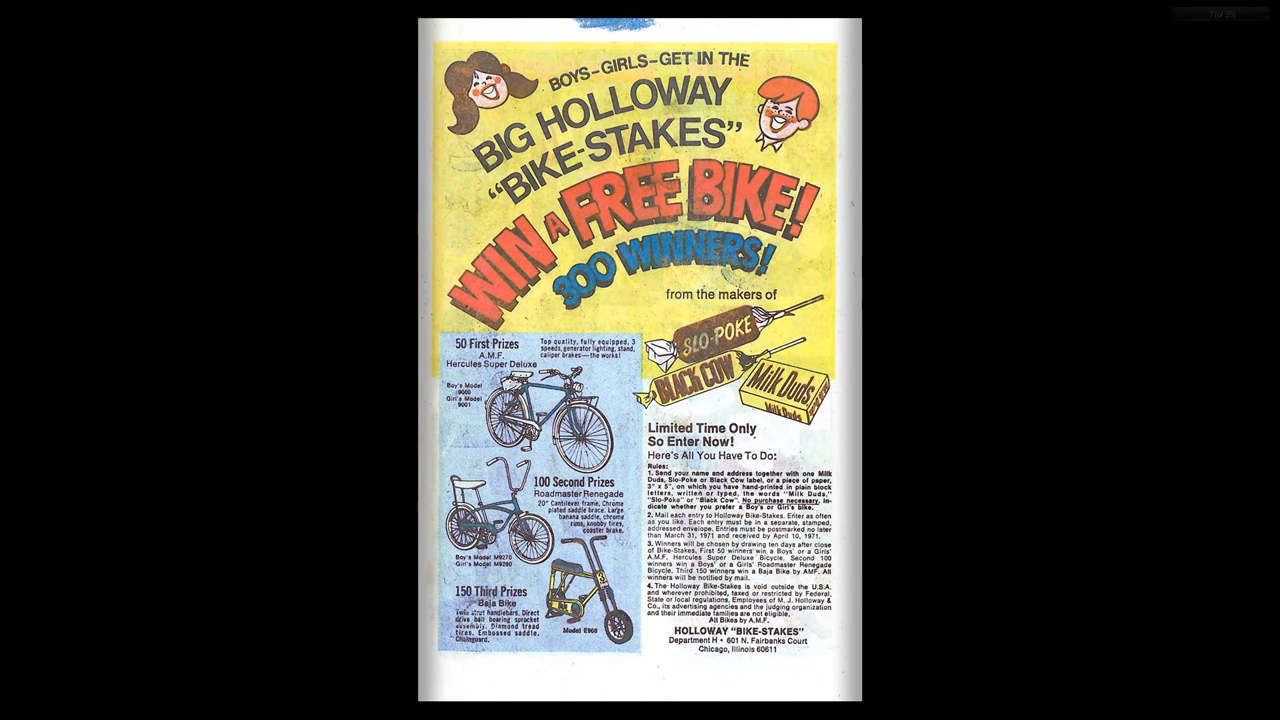 7 (of 35)
BOYS-GIRLS-GET IN THE
BIG HOLLOWAY
"BIKE-STAKES"
WIN A FREE BIKE!
300 WINNERS!
from the makers of
SLO-POKE
BLACK COW
Milk Duds
Milk Duds
50 First Prizes
A.M.F.
Hercules Super Deluxe
Top quality, fully equipped, 3
speeds, generator lighting, stand,
caliper brakes—the works!
Boy's Model
9000
Girl's Model
9001
100 Second Prizes
Roadmaster Renegade
20" Cantilever frame, Chrome
plated saddle brace. Large
banana saddle, chrome
rims, knobby tires,
coaster brake.
Boy's Model M9270
Girl's Model M9280
150 Third Prizes
Baja Bike
Twin strut handlebars. Direct
drive ball bearing sprocket
assembly. Diamond tread
tires. Embossed saddle.
Chainguard.
Model E968
Limited Time Only
So Enter Now!
Here's All You Have To Do:
Rules:
1. Send your name and address together with one Milk
Duds, Slo-Poke or Black Cow label, or a piece of paper,
3" x 5", on which you have hand-printed in plain block
letters, written or typed, the words "Milk Duds,"
"Slo-Poke" or "Black Cow". No purchase necessary. In-
dicate whether you prefer a Boy's or Girl's bike.
2. Mail each entry to Holloway Bike-Stakes. Enter as often
as you like. Each entry must be in a separate, stamped,
addressed envelope. Entries must be postmarked no later
than March 31, 1971 and received by April 10, 1971.
3. Winners will be chosen by drawing ten days after close
of Bike-Stakes. First 50 winners win a Boys' or a Girls'
A.M.F. Hercules Super Deluxe Bicycle. Second 100
winners win a Boys' or a Girls' Roadmaster Renegade
Bicycle. Third 150 winners win a Baja Bike by AMF. All
winners will be notified by mail.
4. The Holloway Bike-Stakes is void outside the U.S.A.
and wherever prohibited, taxed or restricted by Federal,
State or local regulations. Employees of M. J. Holloway &
Co., its advertising agencies and the judging organization
and their immediate families are not eligible.
All Bikes by A.M.F.
HOLLOWAY "BIKE-STAKES"
Department H • 601 N. Fairbanks Court
Chicago, Illinois 60611